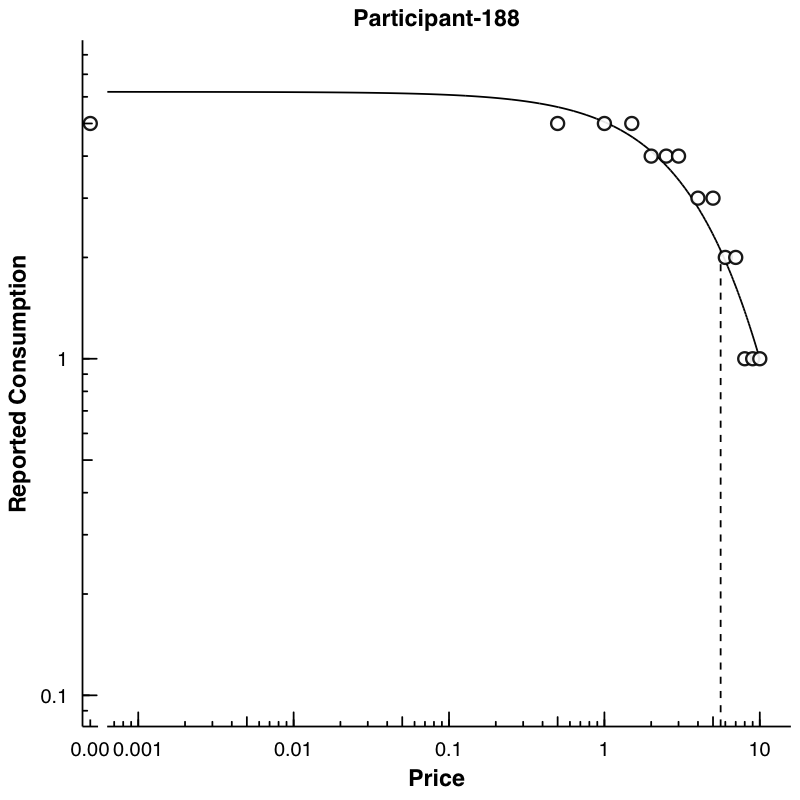 Participant-188
Reported Consumption
1
0.1
0.00 0.001 0.01 0.1 1 10
Price